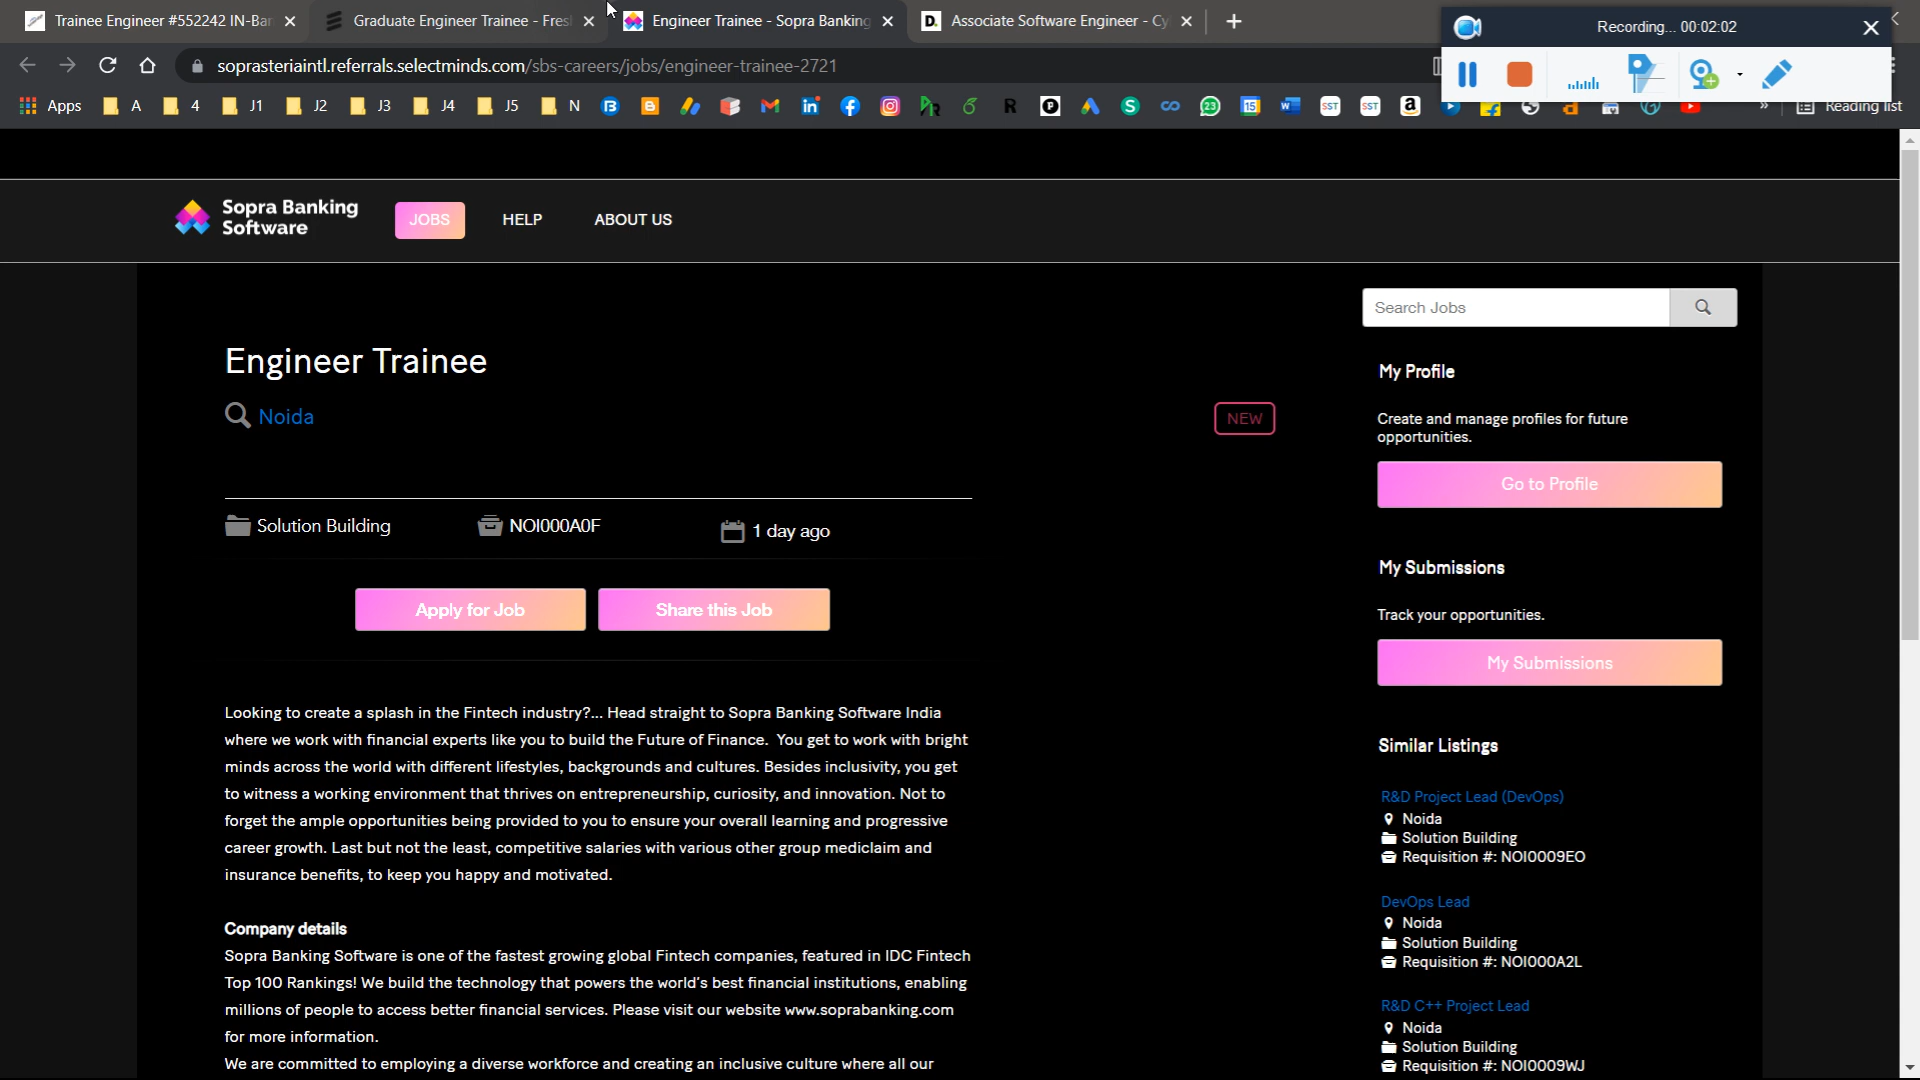 Trainee Engineer #552242 IN-Ban
Graduate Engineer Trainee - Fresh
Engineer Trainee - Sopra Banking
Associate Software Engineer - Cy
Recording... 00:02:02
soprasteriaintl.referrals.selectminds.com/sbs-careers/jobs/engineer-trainee-2721
Apps A 4 J1 J2 J3 J4 J5 N
Reading list
Sopra Banking
Software
JOBS HELP ABOUT US
Search Jobs
Engineer Trainee
Noida
NEW
Solution Building
NOI000A0F
1 day ago
Apply for Job
Share this Job
Looking to create a splash in the Fintech industry?... Head straight to Sopra Banking Software India
where we work with financial experts like you to build the Future of Finance. You get to work with bright
minds across the world with different lifestyles, backgrounds and cultures. Besides inclusivity, you get
to witness a working environment that thrives on entrepreneurship, curiosity, and innovation. Not to
forget the ample opportunities being provided to you to ensure your overall learning and progressive
career growth. Last but not the least, competitive salaries with various other group mediclaim and
insurance benefits, to keep you happy and motivated.
Company details
Sopra Banking Software is one of the fastest growing global Fintech companies, featured in IDC Fintech
Top 100 Rankings! We build the technology that powers the world's best financial institutions, enabling
millions of people to access better financial services. Please visit our website www.soprabanking.com
for more information.
We are committed to employing a diverse workforce and creating an inclusive culture where all our
My Profile
Create and manage profiles for future
opportunities.
Go to Profile
My Submissions
Track your opportunities.
My Submissions
Similar Listings
R&D Project Lead (DevOps)
Noida
Solution Building
Requisition #: NOI0009EO
DevOps Lead
Noida
Solution Building
Requisition #: NOI000A2L
R&D C++ Project Lead
Noida
Solution Building
Requisition #: NOI0009WJ